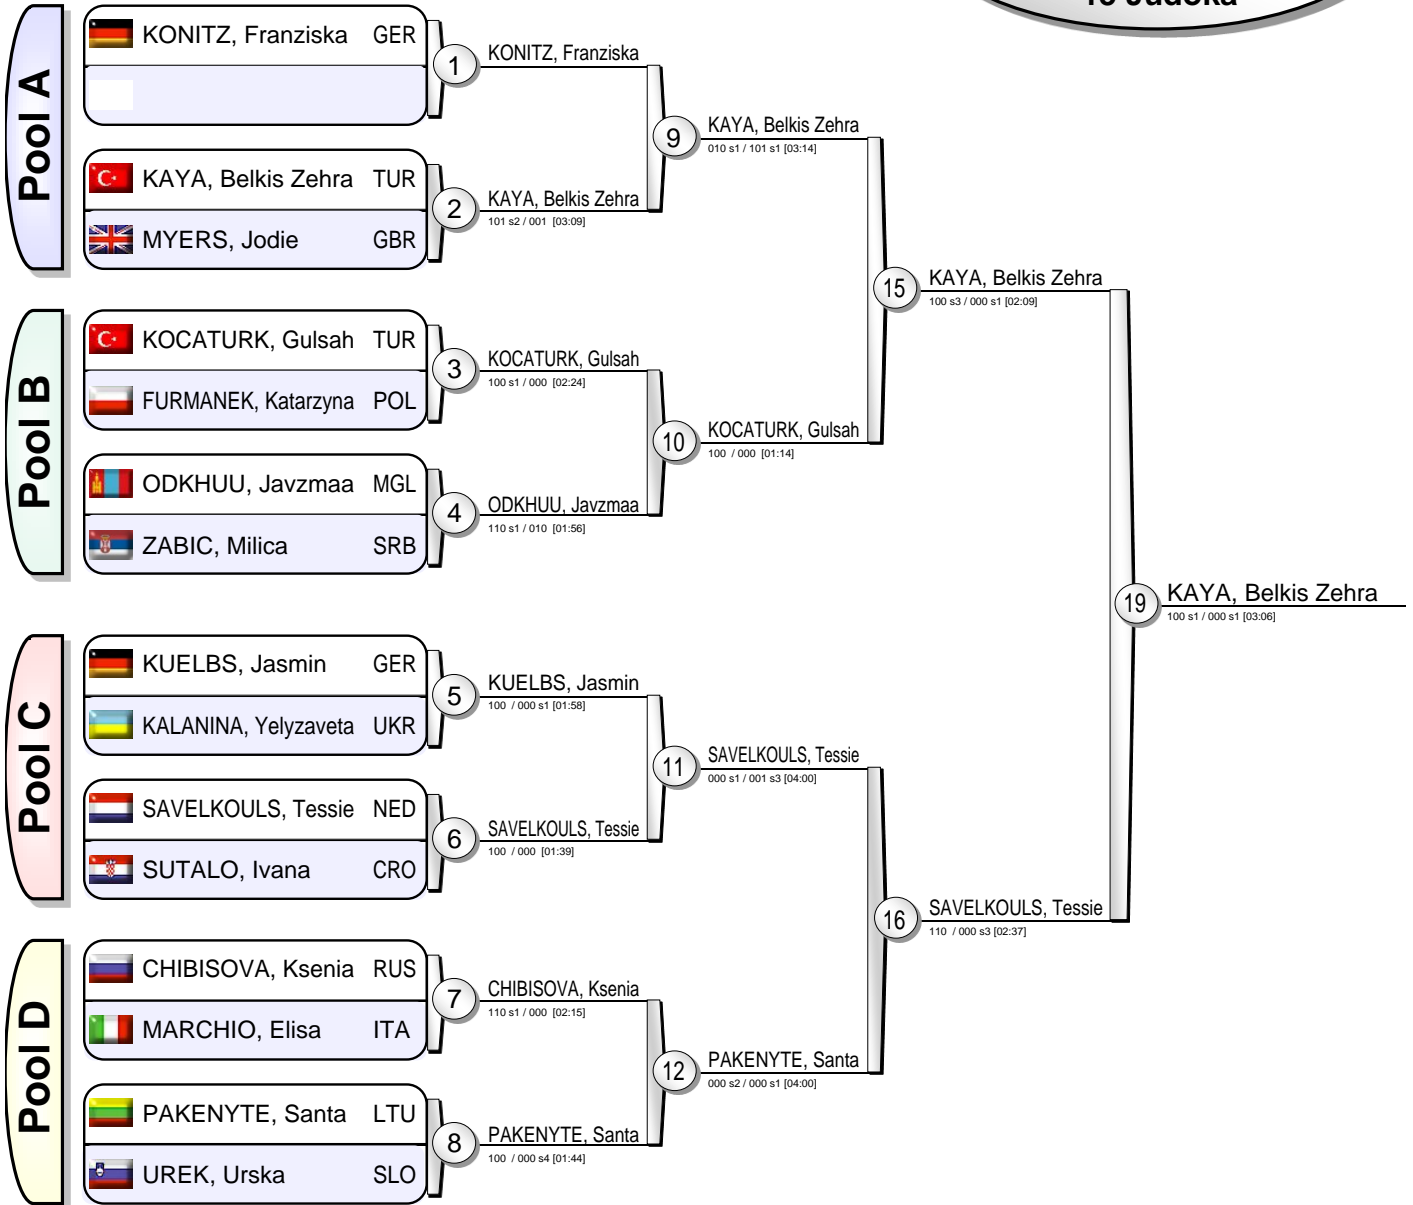 Pool A
KONITZ, Franziska GER
KAYA, Belkis Zehra TUR
MYERS, Jodie GBR
Pool B
KOCATURK, Gulsah TUR
FURMANEK, Katarzyna POL
ODKHUU, Javzmaa MGL
ZABIC, Milica SRB
Pool C
KUELBS, Jasmin GER
KALANINA, Yelyzaveta UKR
SAVELKOULS, Tessie NED
SUTALO, Ivana CRO
Pool D
CHIBISOVA, Ksenia RUS
MARCHIO, Elisa ITA
PAKENYTE, Santa LTU
UREK, Urska SLO
1
KONITZ, Franziska
2
KAYA, Belkis Zehra
101 s2 / 001 [03:09]
3
KOCATURK, Gulsah
100 s1 / 000 [02:24]
4
ODKHUU, Javzmaa
110 s1 / 010 [01:56]
5
KUELBS, Jasmin
100 / 000 s1 [01:58]
6
SAVELKOULS, Tessie
100 / 000 [01:39]
7
CHIBISOVA, Ksenia
110 s1 / 000 [02:15]
8
PAKENYTE, Santa
100 / 000 s4 [01:44]
9
KAYA, Belkis Zehra
010 s1 / 101 s1 [03:14]
10
KOCATURK, Gulsah
100 / 000 [01:14]
11
SAVELKOULS, Tessie
000 s1 / 001 s3 [04:00]
12
PAKENYTE, Santa
000 s2 / 000 s1 [04:00]
15
KAYA, Belkis Zehra
100 s3 / 000 s1 [02:09]
16
SAVELKOULS, Tessie
110 / 000 s3 [02:37]
19
KAYA, Belkis Zehra
100 s1 / 000 s1 [03:06]